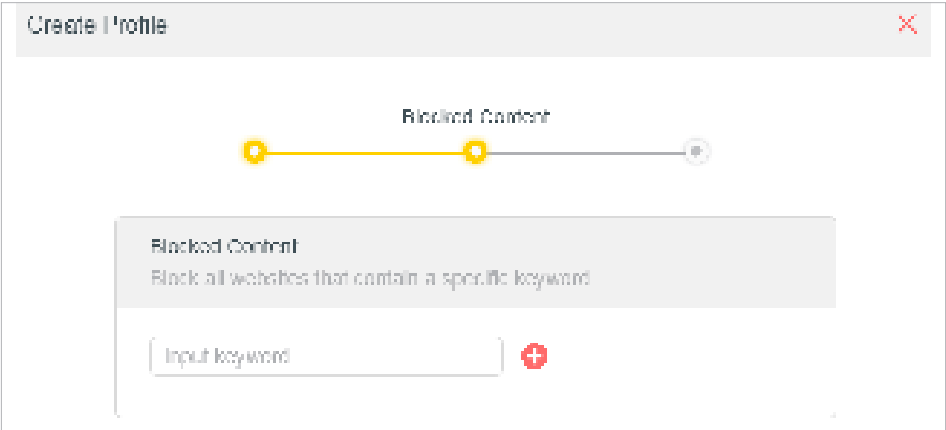 Create Profile
Blocked Content
Blocked Content
Block all websites that contain a specific keyword
Input keyword